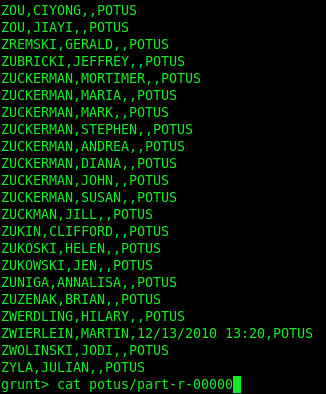 ZOU,CIYONG,,POTUS
ZOU,JIAYI,,POTUS
ZREMSKI,GERALD,,POTUS
ZUBRICKI,JEFFREY,,POTUS
ZUCKERMAN,MORTIMER,,POTUS
ZUCKERMAN,MARIA,,POTUS
ZUCKERMAN,MARK,,POTUS
ZUCKERMAN,STEPHEN,,POTUS
ZUCKERMAN,ANDREA,,POTUS
ZUCKERMAN,DIANA,,POTUS
ZUCKERMAN,JOHN,,POTUS
ZUCKERMAN,SUSAN,,POTUS
ZUCKMAN,JILL,,POTUS
ZUKIN,CLIFFORD,,POTUS
ZUKOSKI,HELEN,,POTUS
ZUKOWSKI,JEN,,POTUS
ZUNIGA,ANNALISA,,POTUS
ZUZENAK,BRIAN,,POTUS
ZWERDLING,HILARY,,POTUS
ZWIERLEIN,MARTIN,12/13/2010 13:20,POTUS
ZWOLINSKI,JODI,,POTUS
ZYLA,JULIAN,,POTUS
grunt> cat potus/part-r-00000